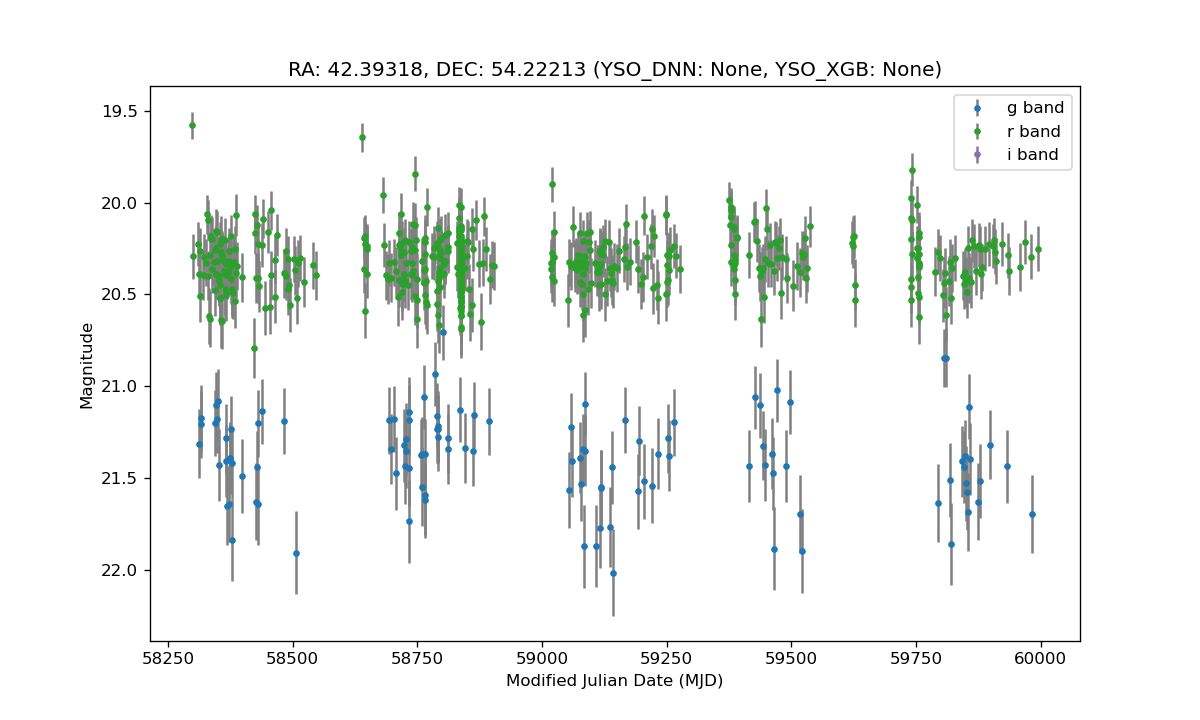 RA: 42.39318, DEC: 54.22213 (YSO_DNN: None, YSO_XGB: None)
g band
r band
i band
19.5
20.0
20.5
21.0
21.5
22.0
Magnitude
58250 58500 58750 59000 59250 59500 59750 60000
Modified Julian Date (MJD)